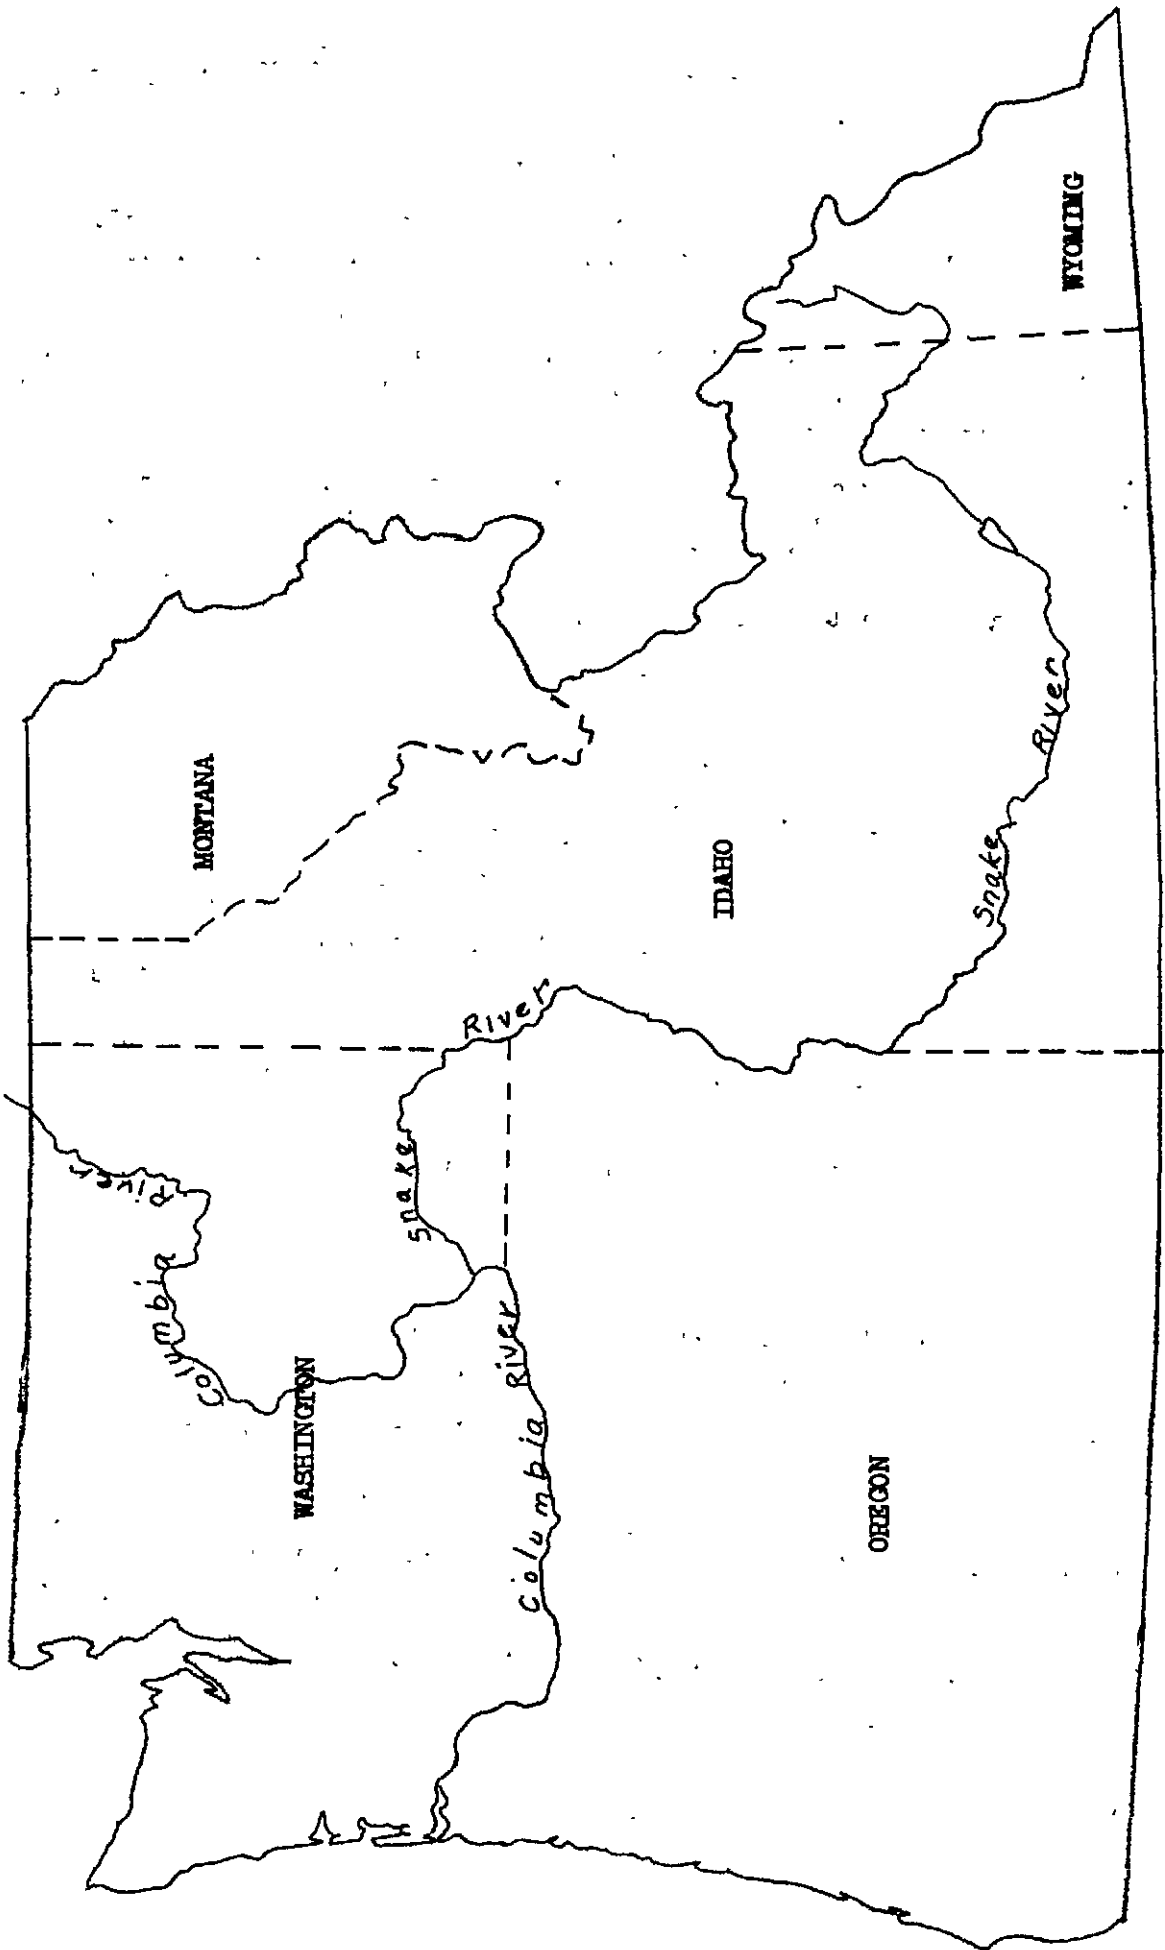 MONTANA
WASHINGTON
Columbia River
Snake River
Columbia River
IDAHO
OREGON
Snake River
WYOMING